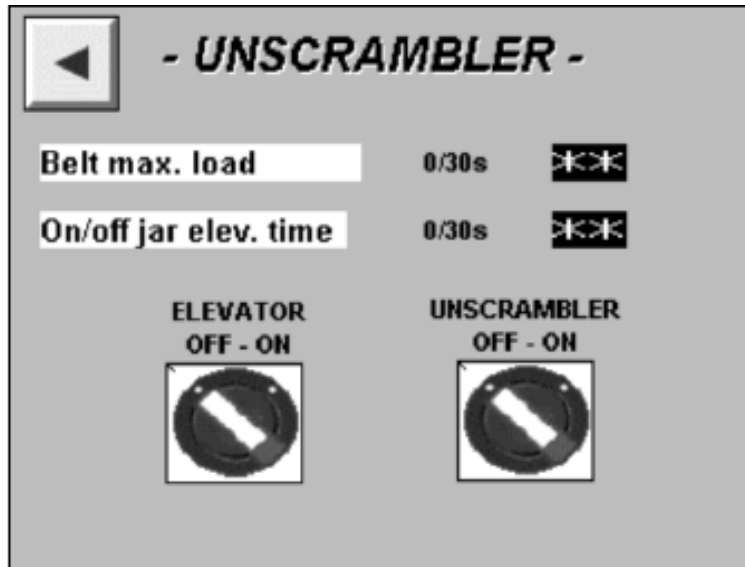 - UNSCRAMBLER -
Belt max. load 0/30s **
On/off jar elev. time 0/30s **
ELEVATOR UNSCRAMBLER
OFF - ON OFF - ON